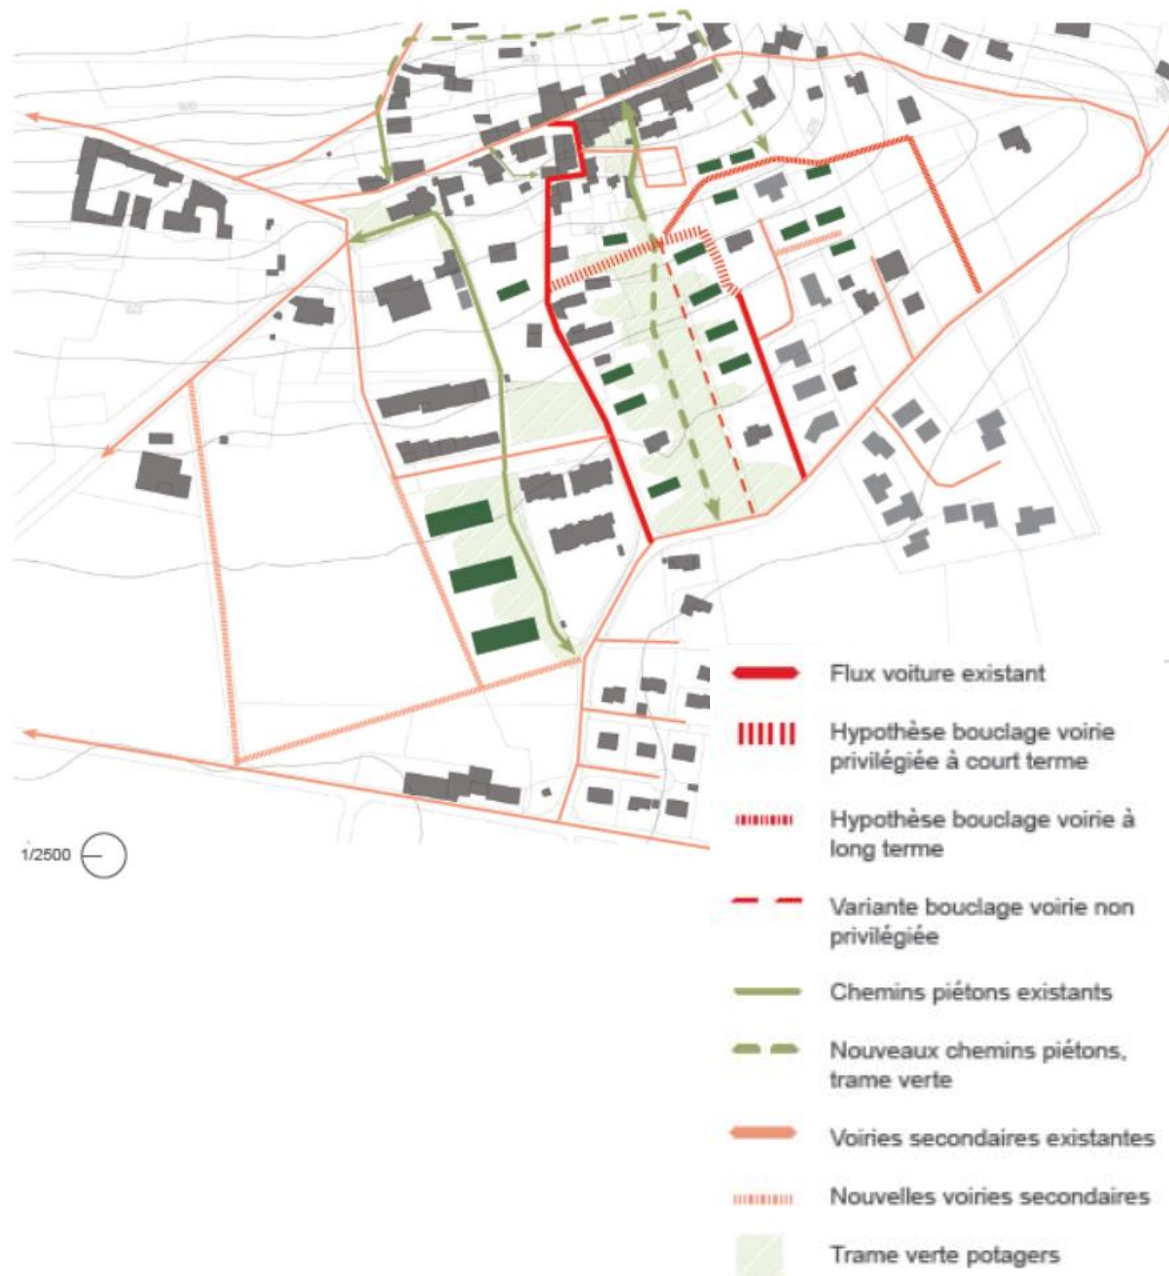 1/2500
Flux voiture existant
Hypothèse bouclage voirie
privilégiée à court terme
Hypothèse bouclage voirie à
long terme
Variante bouclage voirie non
privilégiée
Chemins piétons existants
Nouveaux chemins piétons,
trame verte
Voiries secondaires existantes
Nouvelles voiries secondaires
Trame verte potagers